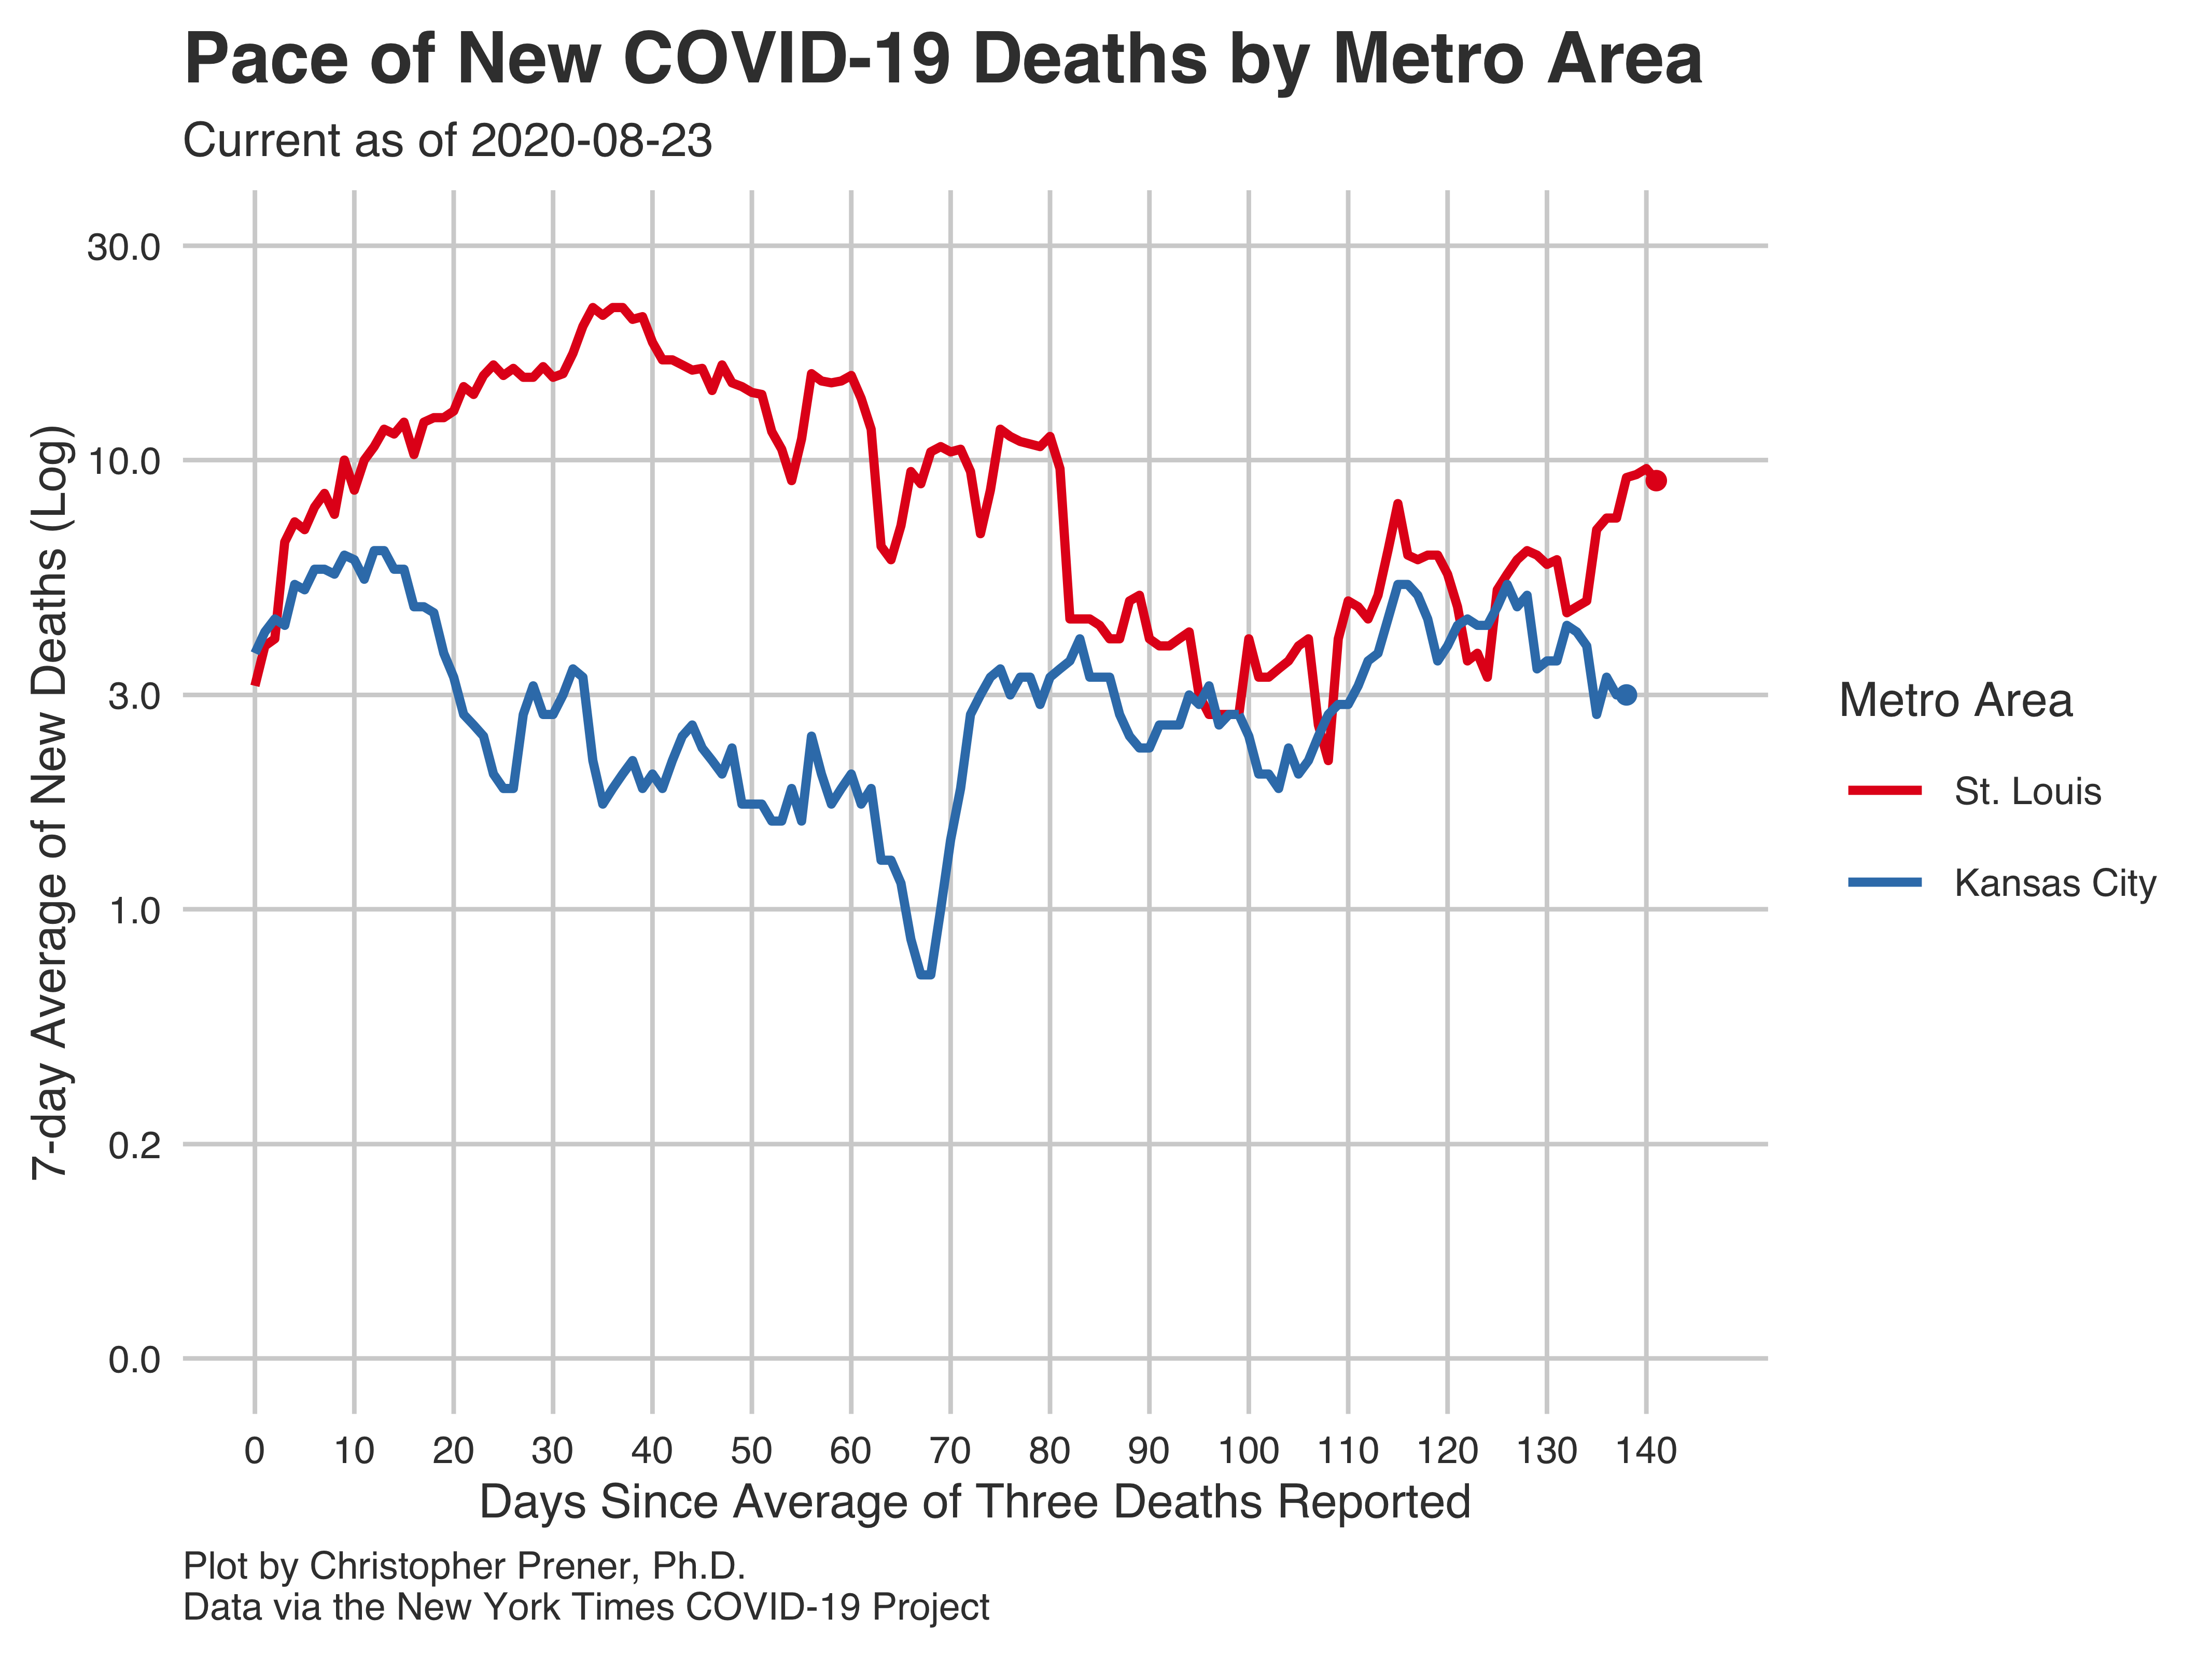 Pace of New COVID-19 Deaths by Metro Area
Current as of 2020-08-23
7-day Average of New Deaths (Log)
30.0
10.0
3.0
1.0
0.2
0.0
0 10 20 30 40 50 60 70 80 90 100 110 120 130 140
Days Since Average of Three Deaths Reported
Metro Area
St. Louis
Kansas City
Plot by Christopher Prener, Ph.D.
Data via the New York Times COVID-19 Project